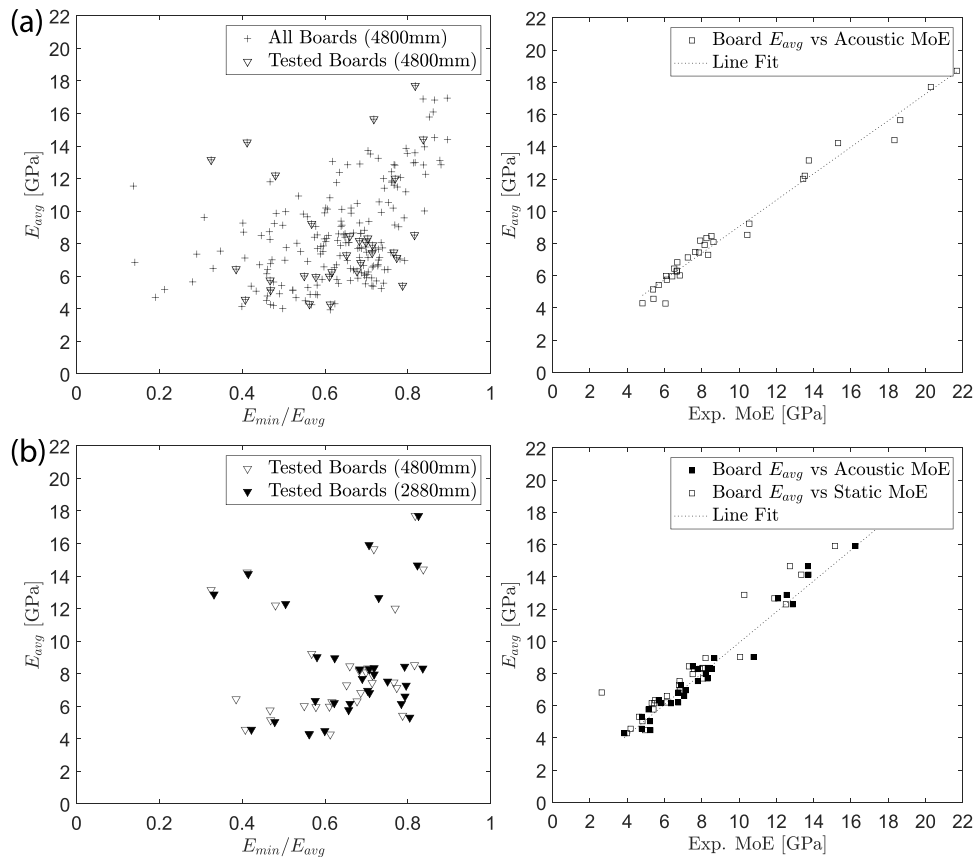 (a)
22
20
18
16
14
12
10
8
6
4
2
0
E_avg [GPa]
All Boards (4800mm)
Tested Boards (4800mm)
0 0.2 0.4 0.6 0.8 1
E_min/E_avg
22
20
18
16
14
12
10
8
6
4
2
0
E_avg [GPa]
Board E_avg vs Acoustic MoE
Line Fit
0 2 4 6 8 10 12 14 16 18 20 22
Exp. MoE [GPa]
(b)
22
20
18
16
14
12
10
8
6
4
2
0
E_avg [GPa]
Tested Boards (4800mm)
Tested Boards (2880mm)
0 0.2 0.4 0.6 0.8 1
E_min/E_avg
22
20
18
16
14
12
10
8
6
4
2
0
E_avg [GPa]
Board E_avg vs Acoustic MoE
Board E_avg vs Static MoE
Line Fit
0 2 4 6 8 10 12 14 16 18 20 22
Exp. MoE [GPa]